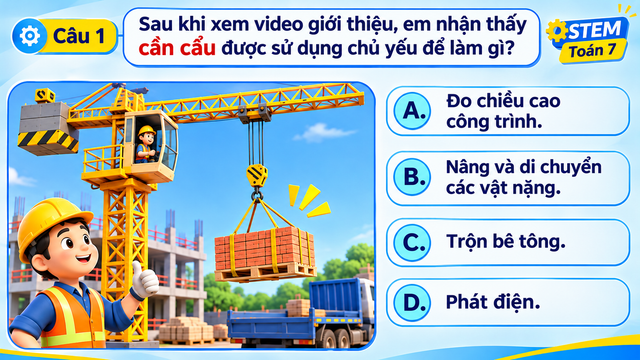 Câu 1
Sau khi xem video giới thiệu, em nhận thấy
cần cẩu được sử dụng chủ yếu để làm gì?
STEM
Toán 7
A. Đo chiều cao
công trình.
B. Nâng và di chuyển
các vật nặng.
C. Trộn bê tông.
D. Phát điện.